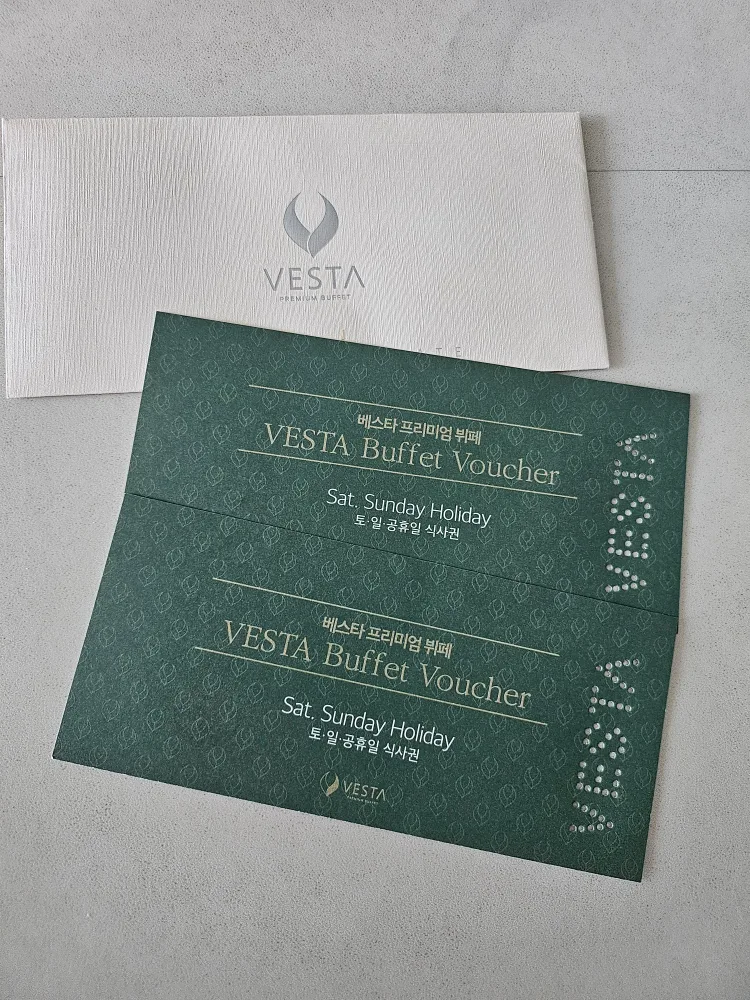 VESTA
PREMIUM BUFFET
베스타 프리미엄 뷔페
VESTA Buffet Voucher
Sat. Sunday Holiday
토·일·공휴일 식사권
VESTA
베스타 프리미엄 뷔페
VESTA Buffet Voucher
Sat. Sunday Holiday
토·일·공휴일 식사권
VESTA
VESTA